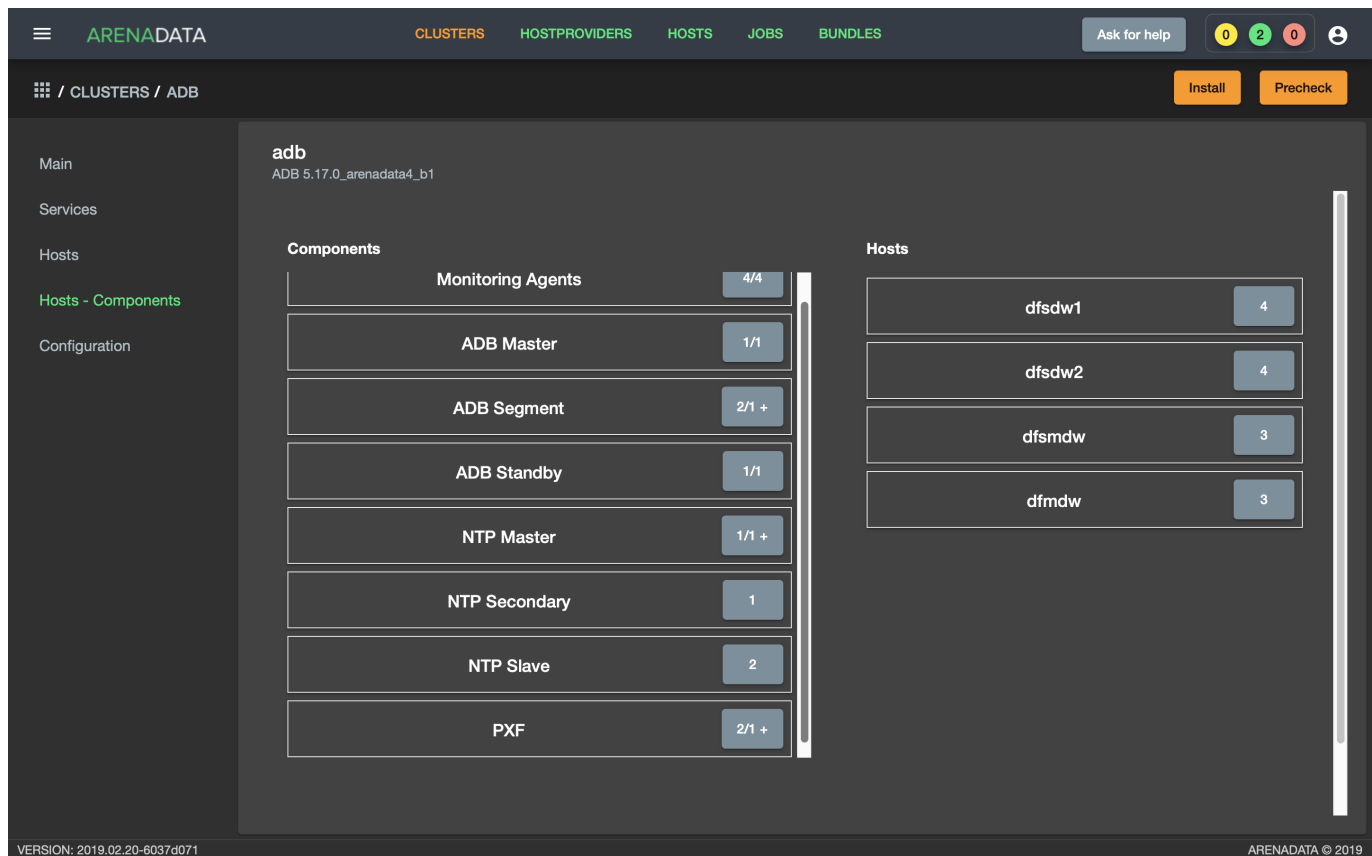 ARENADATA
CLUSTERS HOSTPROVIDERS HOSTS JOBS BUNDLES
Ask for help
0 2 0
/ CLUSTERS / ADB
Install Precheck
Main
Services
Hosts
Hosts - Components
Configuration
adb
ADB 5.17.0_arenadata4_b1
Components
Monitoring Agents 4/4
ADB Master 1/1
ADB Segment 2/1 +
ADB Standby 1/1
NTP Master 1/1 +
NTP Secondary 1
NTP Slave 2
PXF 2/1 +
Hosts
dfsdw1 4
dfsdw2 4
dfsmdw 3
dfmdw 3
VERSION: 2019.02.20-6037d071
ARENADATA © 2019